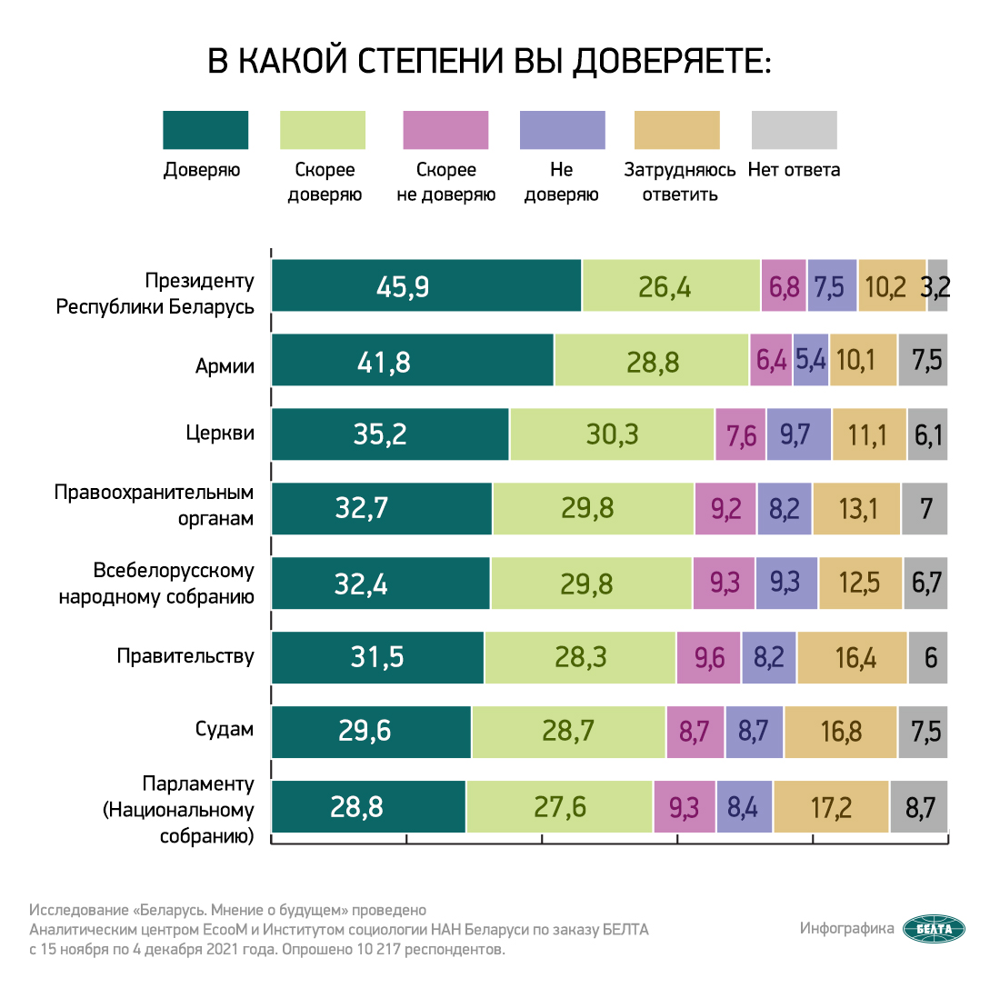 В КАКОЙ СТЕПЕНИ ВЫ ДОВЕРЯЕТЕ:
Доверяю
Скорее
доверяю
Скорее
не доверяю
Не
доверяю
Затрудняюсь
ответить
Нет ответа
Президенту
Республики Беларусь
45,9 26,4 6,8 7,5 10,2 3,2
Армии
41,8 28,8 6,4 5,4 10,1 7,5
Церкви
35,2 30,3 7,6 9,7 11,1 6,1
Правоохранительным
органам
32,7 29,8 9,2 8,2 13,1 7
Всебелорусскому
народному собранию
32,4 29,8 9,3 9,3 12,5 6,7
Правительству
31,5 28,3 9,6 8,2 16,4 6
Судам
29,6 28,7 8,7 8,7 16,8 7,5
Парламенту
(Национальному
собранию)
28,8 27,6 9,3 8,4 17,2 8,7
Исследование «Беларусь. Мнение о будущем» проведено
Аналитическим центром EcooM и Институтом социологии НАН Беларуси по заказу БЕЛТА
с 15 ноября по 4 декабря 2021 года. Опрошено 10 217 респондентов.
Инфографика БЕЛТА